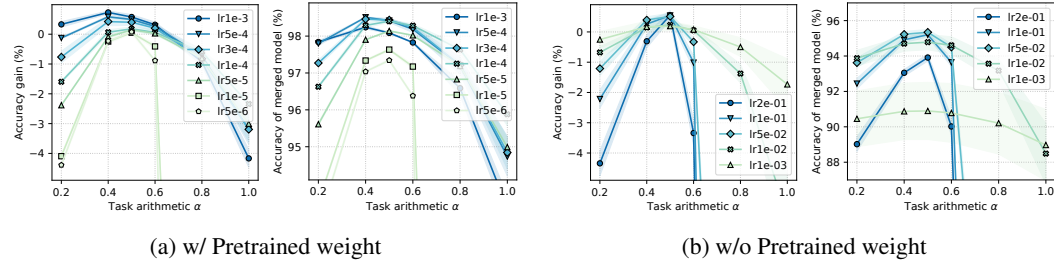 Accuracy gain (%)
1
0
−1
−2
−3
−4
0.2 0.4 0.6 0.8 1.0
Task arithmetic α
lr1e-3
lr5e-4
lr3e-4
lr1e-4
lr5e-5
lr1e-5
lr5e-6
Accuracy of merged model (%)
98
97
96
95
0.2 0.4 0.6 0.8 1.0
Task arithmetic α
lr1e-3
lr5e-4
lr3e-4
lr1e-4
lr5e-5
lr1e-5
lr5e-6
(a) w/ Pretrained weight
Accuracy gain (%)
0
−1
−2
−3
−4
0.2 0.4 0.6 0.8 1.0
Task arithmetic α
lr2e-01
lr1e-01
lr5e-02
lr1e-02
lr1e-03
Accuracy of merged model (%)
96
94
92
90
88
0.2 0.4 0.6 0.8 1.0
Task arithmetic α
lr2e-01
lr1e-01
lr5e-02
lr1e-02
lr1e-03
(b) w/o Pretrained weight